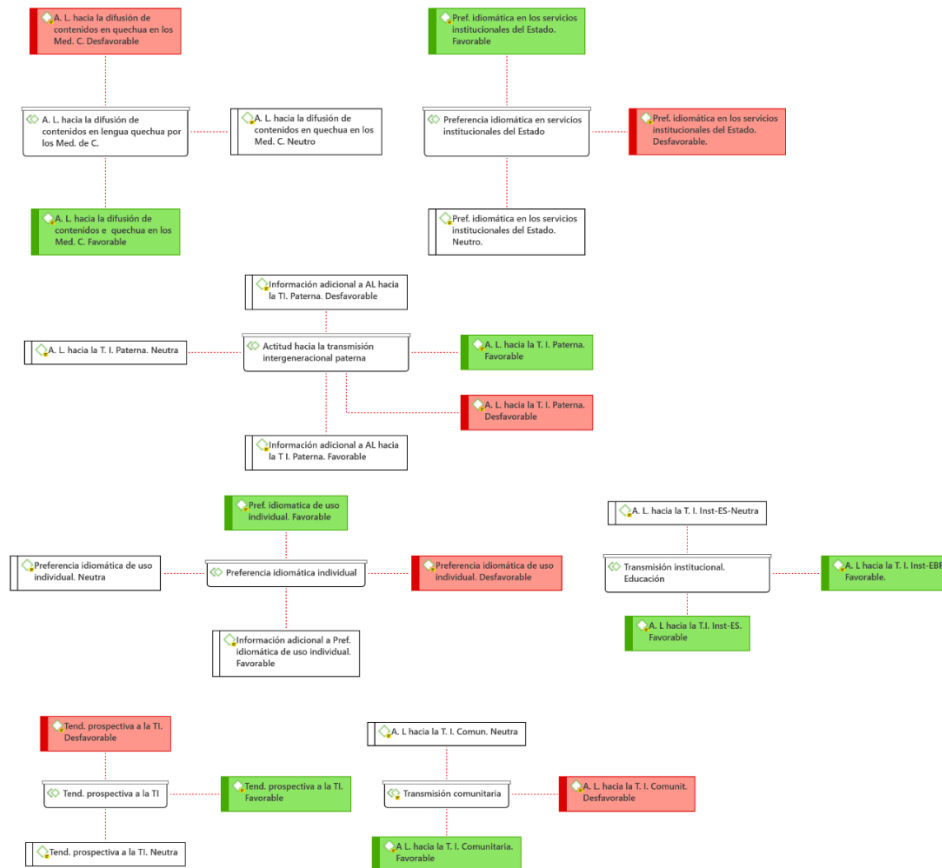 A. L. hacia la difusión de
contenidos en quechua en los
Med. C. Desfavorable
Pref. idiomática en los servicios
institucionales del Estado.
Favorable
A. L. hacia la difusión de
contenidos en lengua quechua por
los Med. de C.
A. L. hacia la difusión de
contenidos en quechua en los
Med. C. Neutro
Preferencia idiomática en servicios
institucionales del Estado
Pref. idiomática en los servicios
institucionales del Estado.
Desfavorable.
A. L. hacia la difusión de
contenidos e quechua en los
Med. C. Favorable
Pref. idiomática en los servicios
institucionales del Estado.
Neutro.
Información adicional a AL hacia
la TI. Paterna. Desfavorable
A. L. hacia la T. I. Paterna. Neutra
Actitud hacia la transmisión
intergeneracional paterna
A. L. hacia la T. I. Paterna.
Favorable
A. L. hacia la T. I. Paterna.
Desfavorable
Información adicional a AL hacia
la T I. Paterna. Favorable
Pref. idiomatica de uso
individual. Favorable
A. L. hacia la T. I. Inst-ES-Neutra
Preferencia idiomática de uso
individual. Neutra
Preferencia idiomática individual
Preferencia idiomática de uso
individual. Desfavorable
Transmisión institucional.
Educación
A. L hacia la T. I. Inst-EBR
Favorable.
Información adicional a Pref.
idiomática de uso individual.
Favorable
A. L hacia la T.I. Inst-ES.
Favorable
Tend. prospectiva a la TI.
Desfavorable
A. L hacia la T. I. Comun. Neutra
Tend. prospectiva a la TI
Tend. prospectiva a la TI.
Favorable
Transmisión comunitaria
A. L. hacia la T. I. Comunit.
Desfavorable
Tend. prospectiva a la TI. Neutra
A L. hacia la T. I. Comunitaria.
Favorable